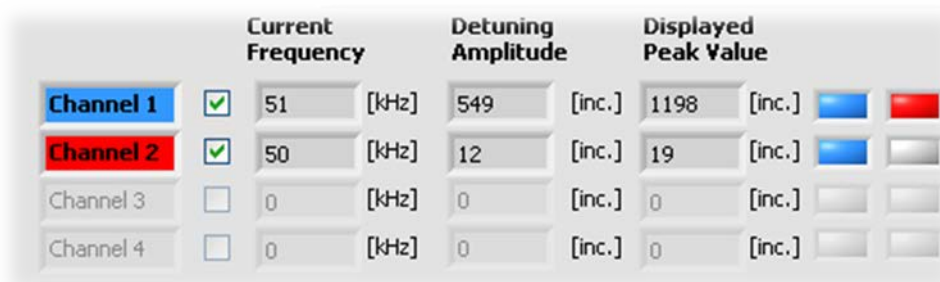 Current Frequency Detuning Amplitude Displayed Peak Value
Channel 1 51 [kHz] 549 [inc.] 1198 [inc.]
Channel 2 50 [kHz] 12 [inc.] 19 [inc.]
Channel 3 0 [kHz] 0 [inc.] 0 [inc.]
Channel 4 0 [kHz] 0 [inc.] 0 [inc.]